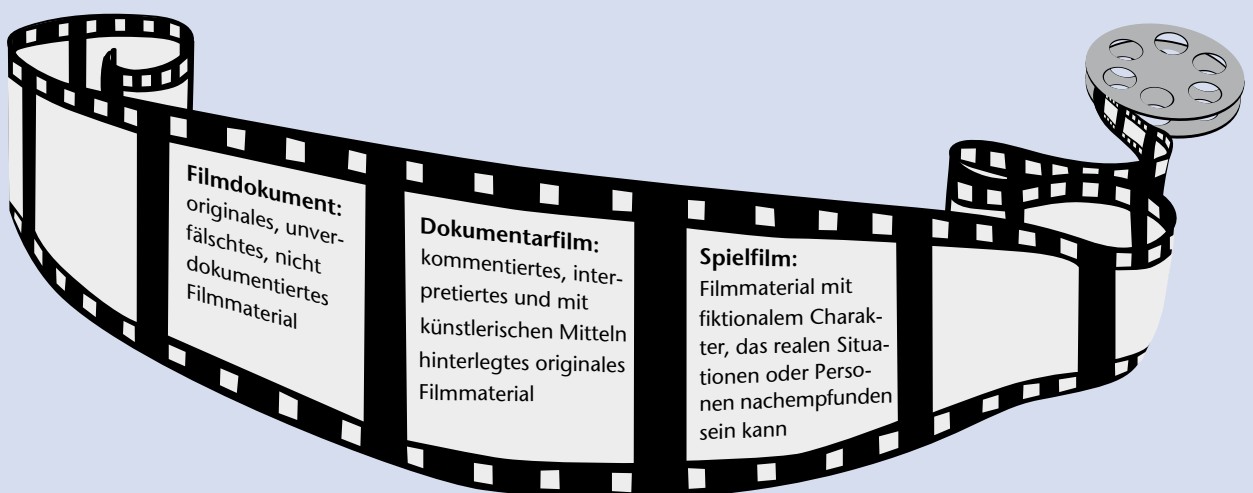 Filmdokument:
originales, unver-
fälschtes, nicht
dokumentiertes
Filmmaterial
Dokumentarfilm:
kommentiertes, inter-
pretiertes und mit
künstlerischen Mitteln
hinterlegtes originales
Filmmaterial
Spielfilm:
Filmmaterial mit
fiktionalem Charak-
ter, das realen Situa-
tionen oder Perso-
nen nachempfunden
sein kann